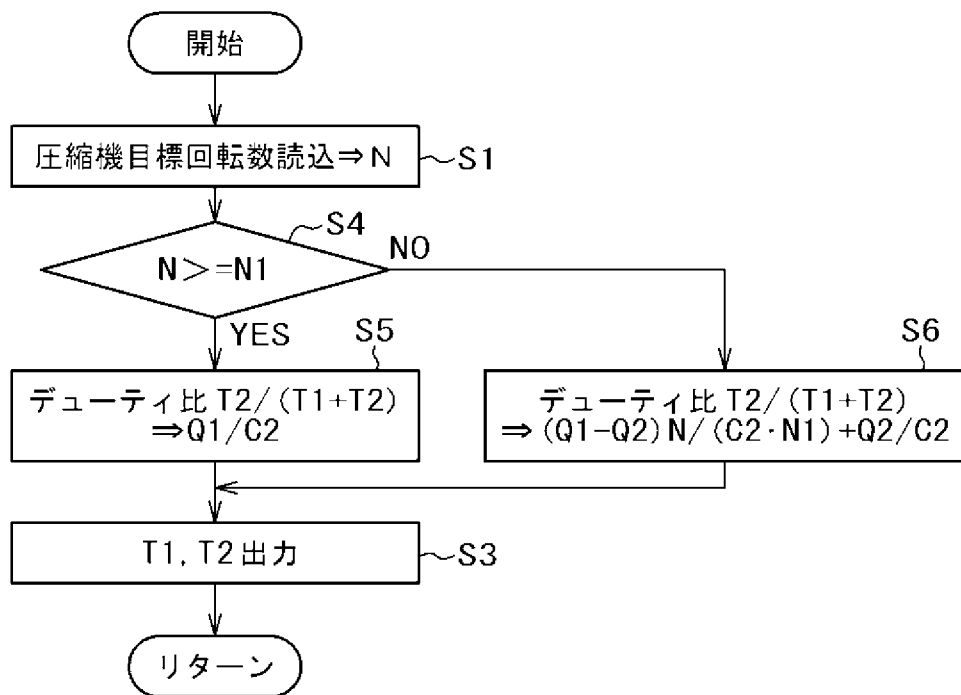 開始
圧縮機目標回転数読込⇒N
S1
S4
N>=N1
NO
YES
S5
デューティ比 T2/(T1+T2)
⇒Q1/C2
S6
デューティ比 T2/(T1+T2)
⇒(Q1-Q2)N/(C2·N1)+Q2/C2
T1, T2 出力
S3
リターン